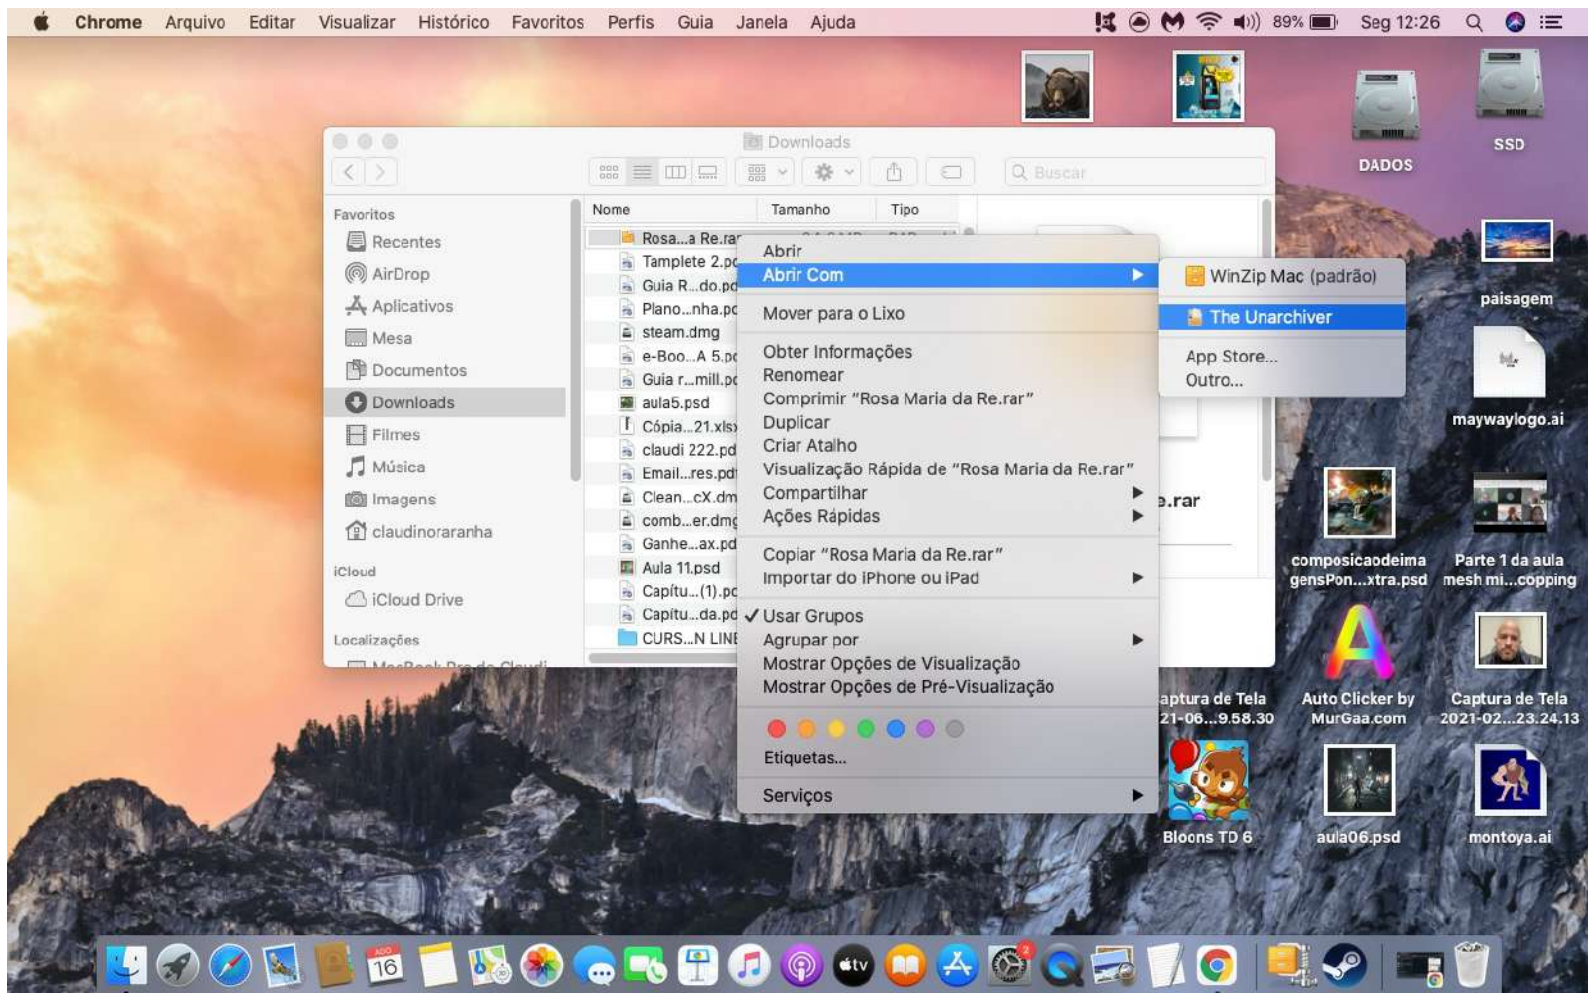 Chrome Arquivo Editar Visualizar Histórico Favoritos Perfis Guia Janela Ajuda 89% Seg 12:26
Downloads
Buscar
Favoritos
Recentes
AirDrop
Aplicativos
Mesa
Documentos
Downloads
Filmes
Música
Imagens
claudinoraranha
iCloud
iCloud Drive
Localizações
Nome Tamanho Tipo
Rosa...a Re.rar
Tamplete 2.pd
Guia R...do.pd
Plano...nha.pd
steam.dmg
e-Boo...A 5.pd
Guia r...mill.pd
aula5.psd
Cópia...21.xlsx
claudi 222.pd
Email...res.pdf
Clean...cX.dm
comb...er.dmg
Ganhe...ax.pd
Aula 11.psd
Capítu...(1).pd
Capítu...da.pd
CURS...N LINE
e.rar
Abrir
Abrir Com
Mover para o Lixo
Obter Informações
Renomear
Comprimir “Rosa Maria da Re.rar”
Duplicar
Criar Atalho
Visualização Rápida de “Rosa Maria da Re.rar”
Compartilhar
Ações Rápidas
Copiar “Rosa Maria da Re.rar”
Importar do iPhone ou iPad
Usar Grupos
Agrupar por
Mostrar Opções de Visualização
Mostrar Opções de Pré-Visualização
Etiquetas...
Serviços
WinZip Mac (padrão)
The Unarchiver
App Store...
Outro...
DADOS
SSD
paisagem
maywaylogo.ai
composicaodeima
gensPon...xtra.psd
Parte 1 da aula
mesh mi...copping
aptura de Tela
21-06...9.58.30
Auto Clicker by
MurGaa.com
Captura de Tela
2021-02...23.24.13
Bloons TD 6
aula06.psd
montoya.ai
AGO
16
tv
2